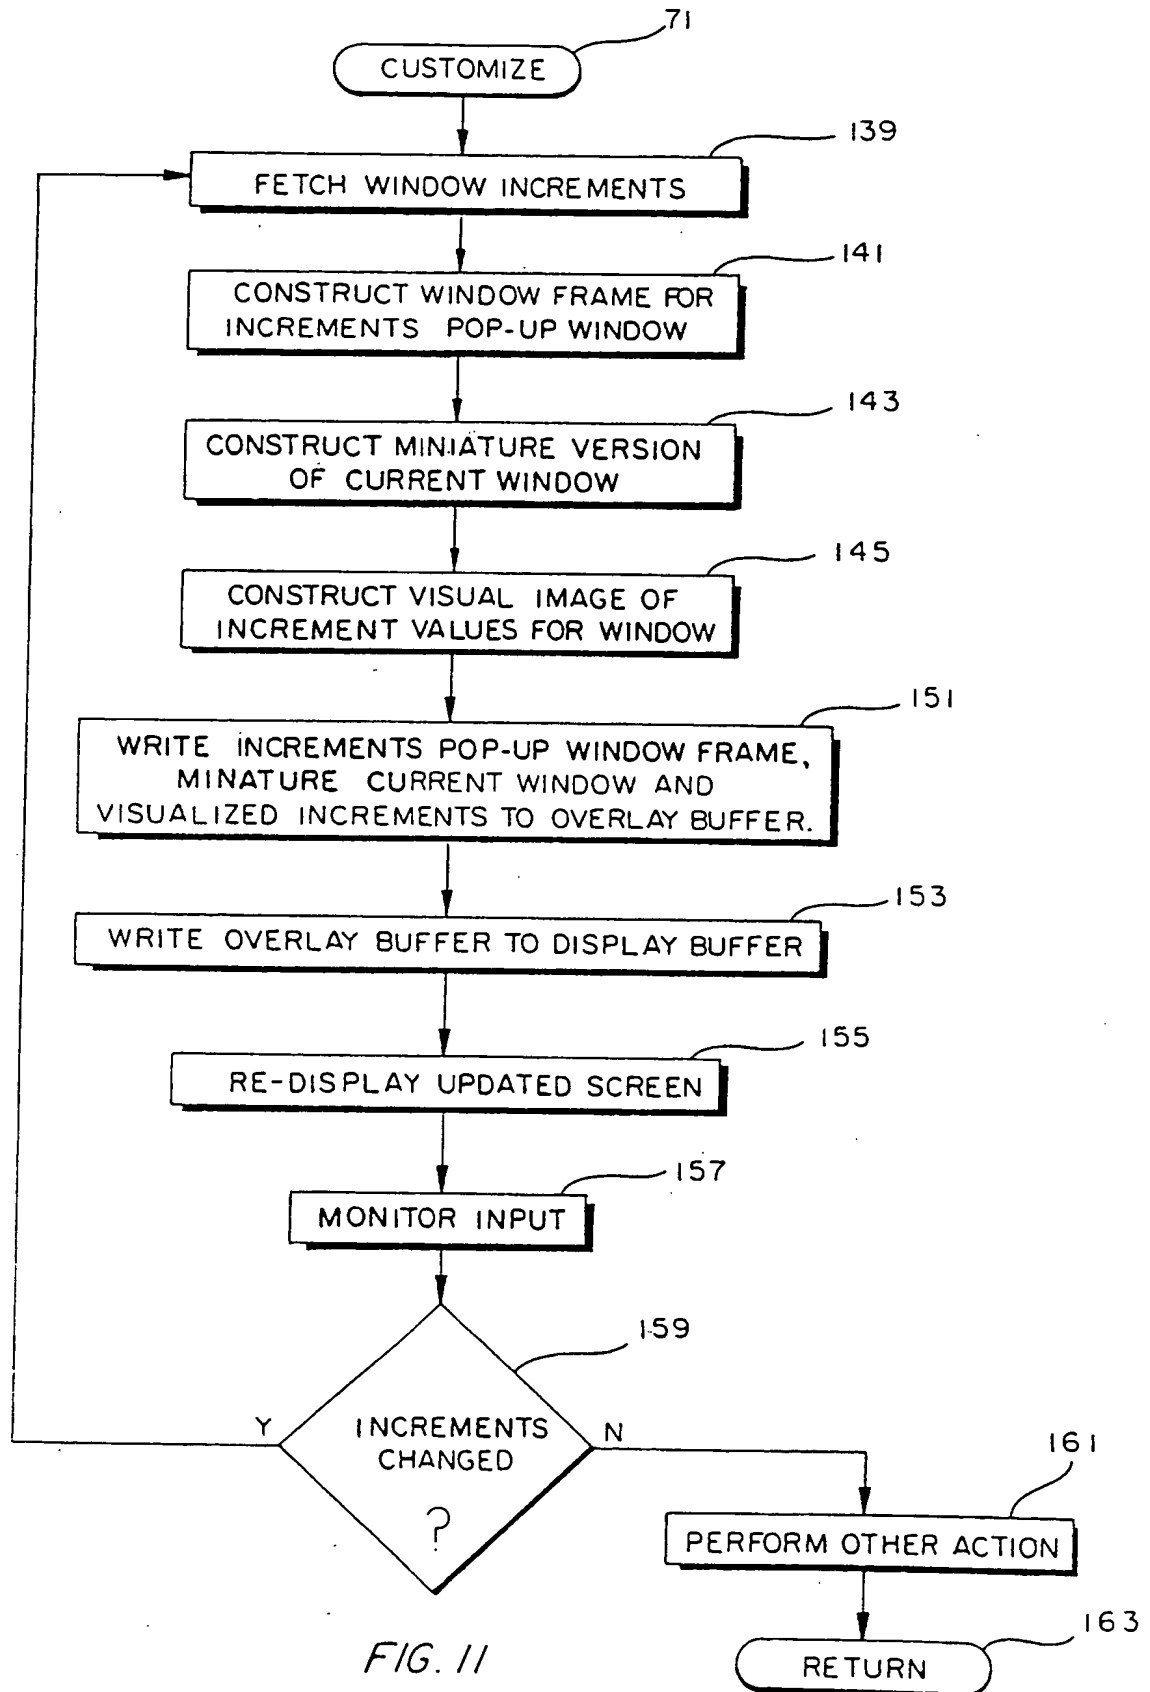 71
CUSTOMIZE
139
FETCH WINDOW INCREMENTS
141
CONSTRUCT WINDOW FRAME FOR
INCREMENTS POP-UP WINDOW
143
CONSTRUCT MINIATURE VERSION
OF CURRENT WINDOW
145
CONSTRUCT VISUAL IMAGE OF
INCREMENT VALUES FOR WINDOW
151
WRITE INCREMENTS POP-UP WINDOW FRAME,
MINATURE CURRENT WINDOW AND
VISUALIZED INCREMENTS TO OVERLAY BUFFER.
153
WRITE OVERLAY BUFFER TO DISPLAY BUFFER
155
RE-DISPLAY UPDATED SCREEN
157
MONITOR INPUT
159
Y
INCREMENTS
CHANGED
?
N
161
PERFORM OTHER ACTION
163
RETURN
FIG. 11